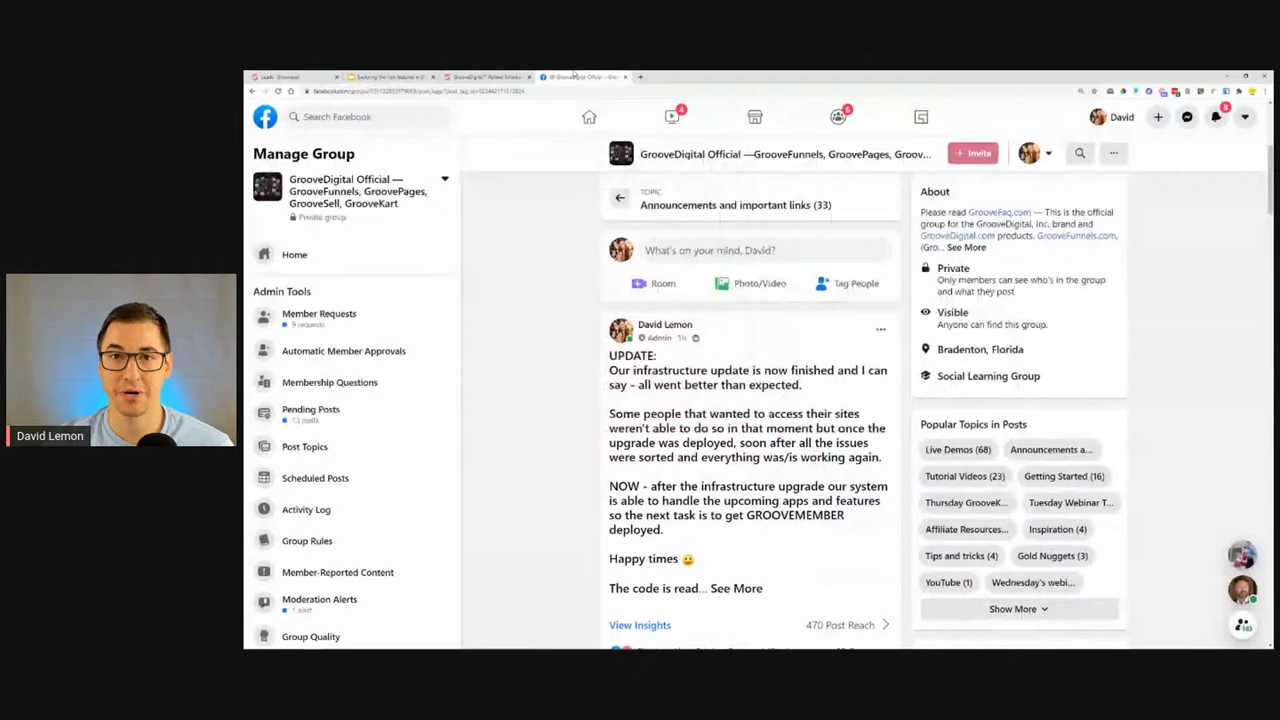 Search Facebook
4
6
David
8
Manage Group
GrooveDigital Official —
GrooveFunnels, GroovePages,
GrooveSell, GrooveKart
Private group
Home
Admin Tools
Member Requests
9 requests
Automatic Member Approvals
Membership Questions
Pending Posts
13 posts
Post Topics
Scheduled Posts
Activity Log
Group Rules
Member-Reported Content
Moderation Alerts
1 alert
Group Quality
GrooveDigital Official —GrooveFunnels, GroovePages, Groov...
+ Invite
TOPIC
Announcements and important links (33)
What's on your mind, David?
Room
Photo/Video
Tag People
David Lemon
Admin 1h
UPDATE:
Our infrastructure update is now finished and I can
say - all went better than expected.
Some people that wanted to access their sites
weren't able to do so in that moment but once the
upgrade was deployed, soon after all the issues
were sorted and everything was/is working again.
NOW - after the infrastructure upgrade our system
is able to handle the upcoming apps and features
so the next task is to get GROOVEMEMBER
deployed.
Happy times
The code is read... See More
View Insights
470 Post Reach
About
Please read GrooveFaq.com — This is the official
group for the GrooveDigital, Inc. brand and
GrooveDigital.com products. GrooveFunnels.com,
(Gro... See More
Private
Only members can see who's in the group
and what they post
Visible
Anyone can find this group.
Bradenton, Florida
Social Learning Group
Popular Topics in Posts
Live Demos (68)
Announcements a...
Tutorial Videos (23)
Getting Started (16)
Thursday GrooveK...
Tuesday Webinar T...
Affiliate Resources...
Inspiration (4)
Tips and tricks (4)
Gold Nuggets (3)
YouTube (1)
Wednesday's webi...
Show More
David Lemon